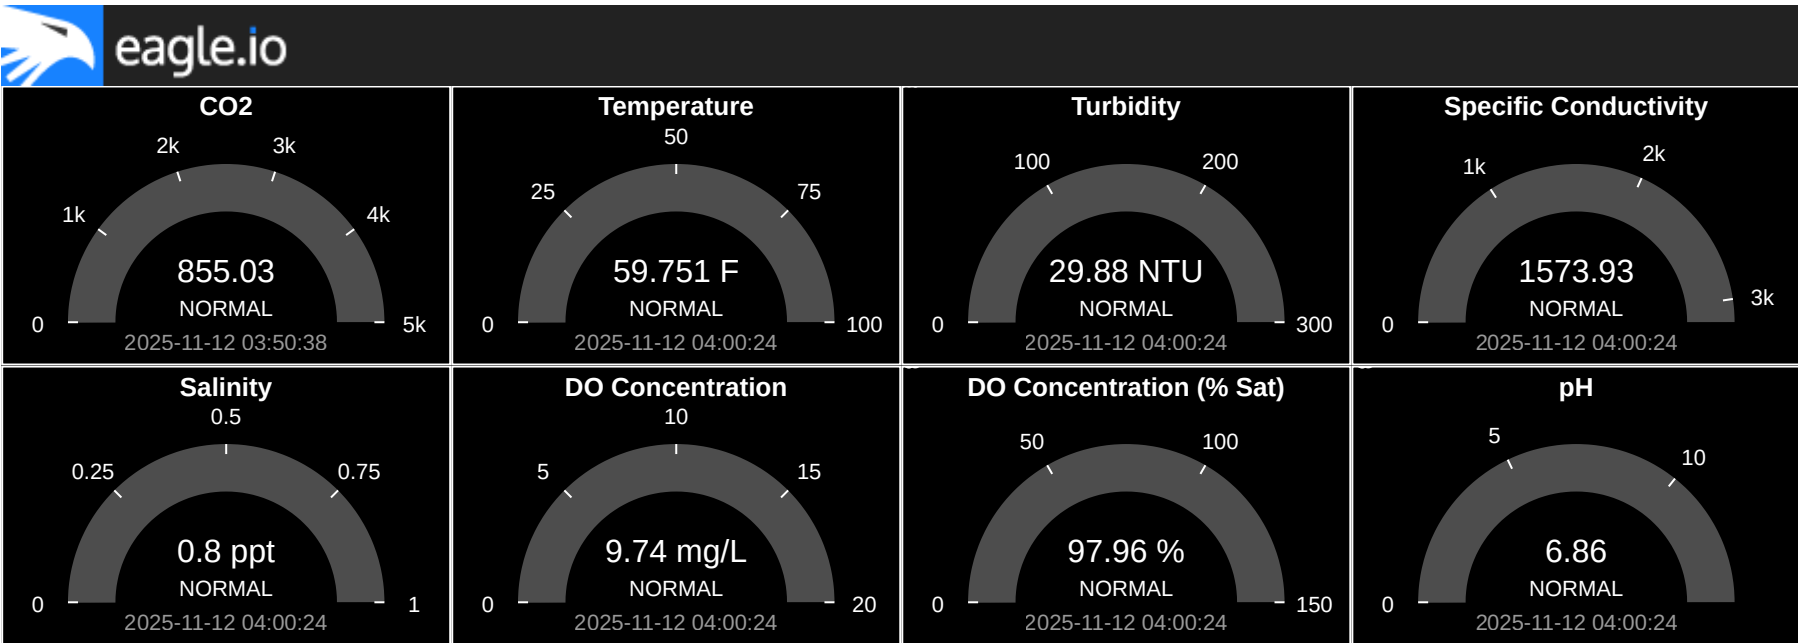 eagle.io
CO2
2k
3k
1k
4k
855.03
NORMAL
0
5k
2025-11-12 03:50:38
Temperature
50
25
75
59.751 F
NORMAL
0
100
2025-11-12 04:00:24
Turbidity
100
200
29.88 NTU
NORMAL
0
300
2025-11-12 04:00:24
Specific Conductivity
1k
2k
1573.93
NORMAL
3k
0
2025-11-12 04:00:24
Salinity
0.5
0.25
0.75
0.8 ppt
NORMAL
0
1
2025-11-12 04:00:24
DO Concentration
10
5
15
9.74 mg/L
NORMAL
0
20
2025-11-12 04:00:24
DO Concentration (% Sat)
50
100
97.96 %
NORMAL
0
150
2025-11-12 04:00:24
pH
5
10
6.86
NORMAL
0
2025-11-12 04:00:24